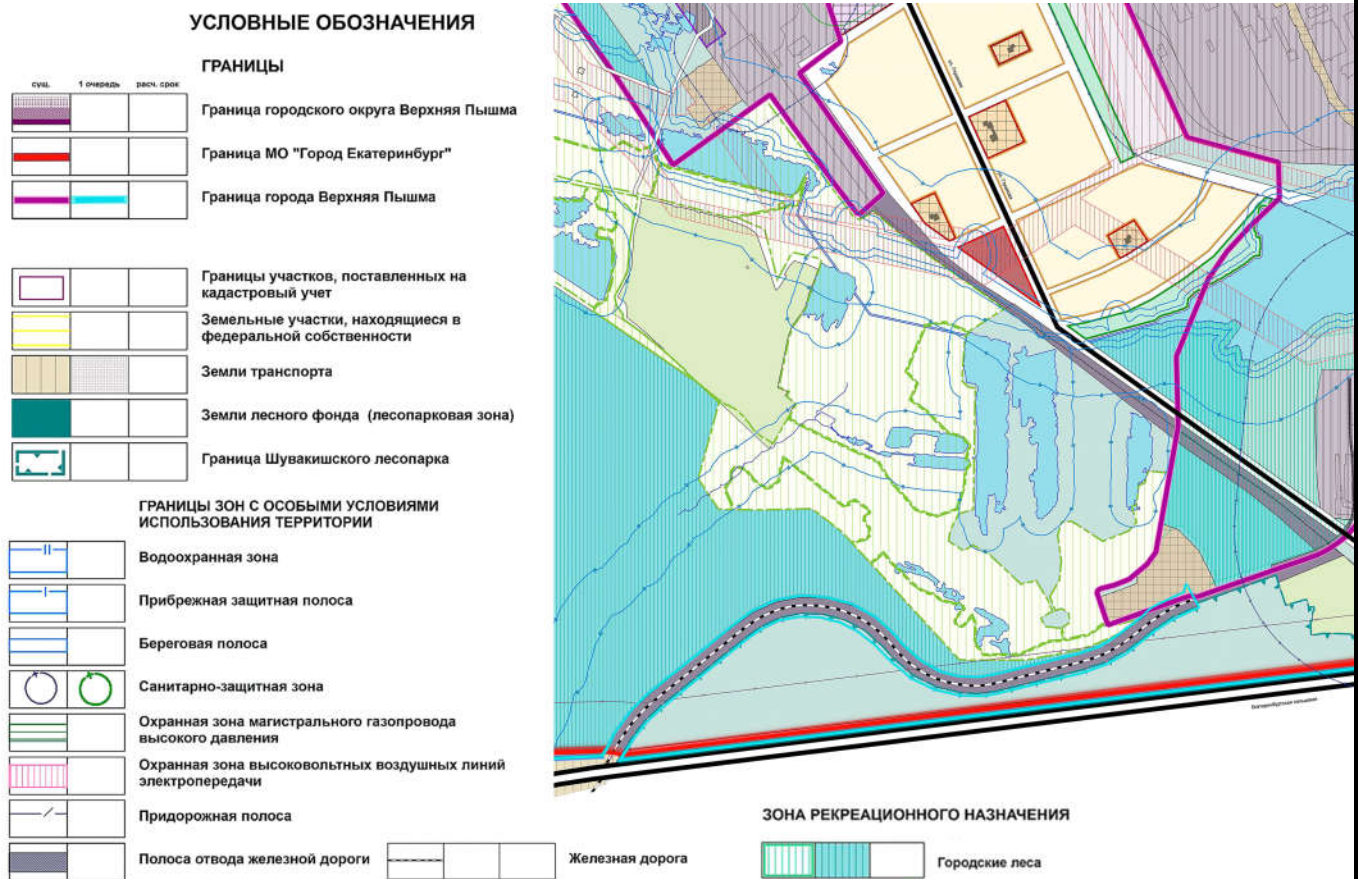 УСЛОВНЫЕ ОБОЗНАЧЕНИЯ
ГРАНИЦЫ
сущ. 1 очередь расч. срок
Граница городского округа Верхняя Пышма
Граница МО "Город Екатеринбург"
Граница города Верхняя Пышма
Границы участков, поставленных на
кадастровый учет
Земельные участки, находящиеся в
федеральной собственности
Земли транспорта
Земли лесного фонда (лесопарковая зона)
Граница Шувакишского лесопарка
ГРАНИЦЫ ЗОН С ОСОБЫМИ УСЛОВИЯМИ
ИСПОЛЬЗОВАНИЯ ТЕРРИТОРИИ
Водоохранная зона
Прибрежная защитная полоса
Береговая полоса
Санитарно-защитная зона
Охранная зона магистрального газопровода
высокого давления
Охранная зона высоковольтных воздушных линий
электропередачи
Придорожная полоса
Полоса отвода железной дороги
Железная дорога
ЗОНА РЕКРЕАЦИОННОГО НАЗНАЧЕНИЯ
Городские леса